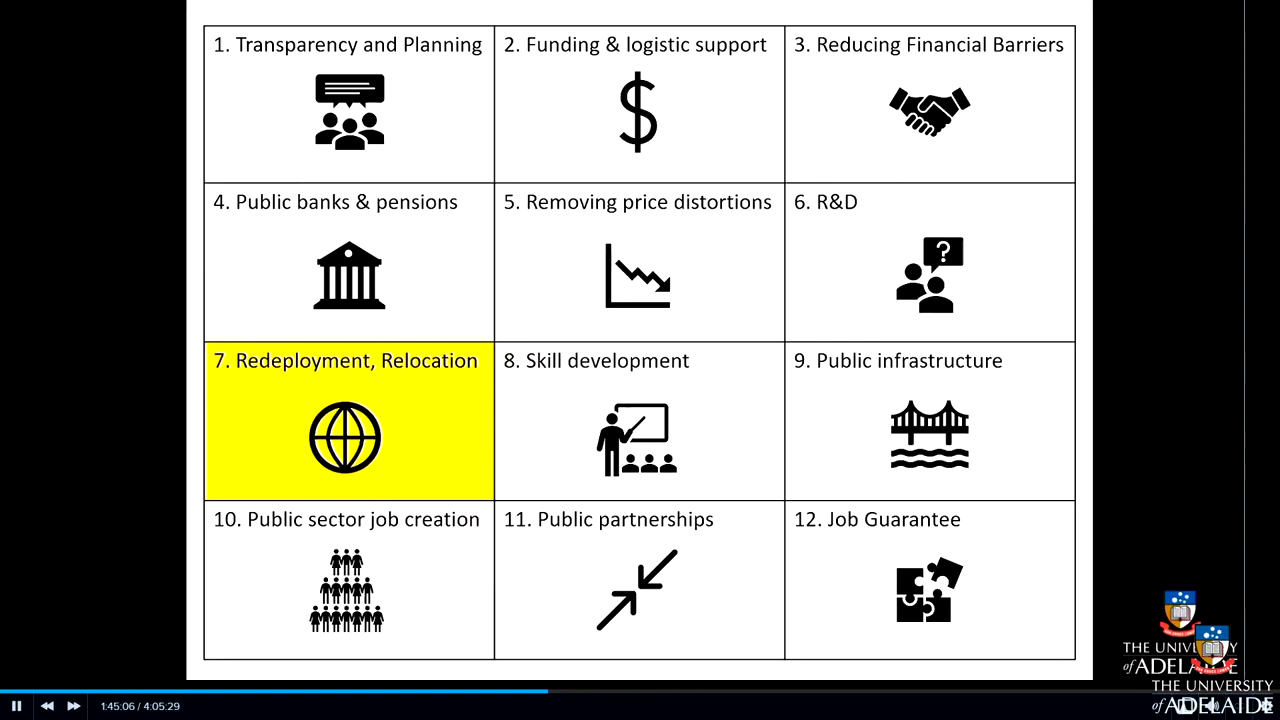 1. Transparency and Planning
2. Funding & logistic support
3. Reducing Financial Barriers
4. Public banks & pensions
5. Removing price distortions
6. R&D
?
7. Redeployment, Relocation
8. Skill development
9. Public infrastructure
10. Public sector job creation
11. Public partnerships
12. Job Guarantee
THE UNIVERSITY
of ADELAIDE
THE UNIVERSITY
of ADELAIDE
1:45:06 / 4:05:29